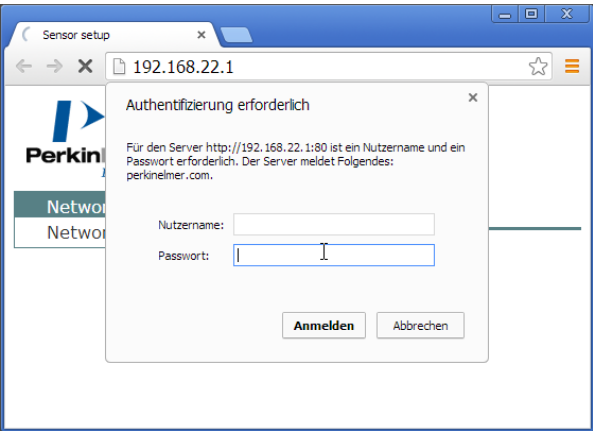 Sensor setup
192.168.22.1
Authentifizierung erforderlich
Für den Server http://192.168.22.1:80 ist ein Nutzername und ein
Passwort erforderlich. Der Server meldet Folgendes:
perkinelmer.com.
Perkin
Networ
Networ
Nutzername:
Passwort:
Anmelden Abbrechen